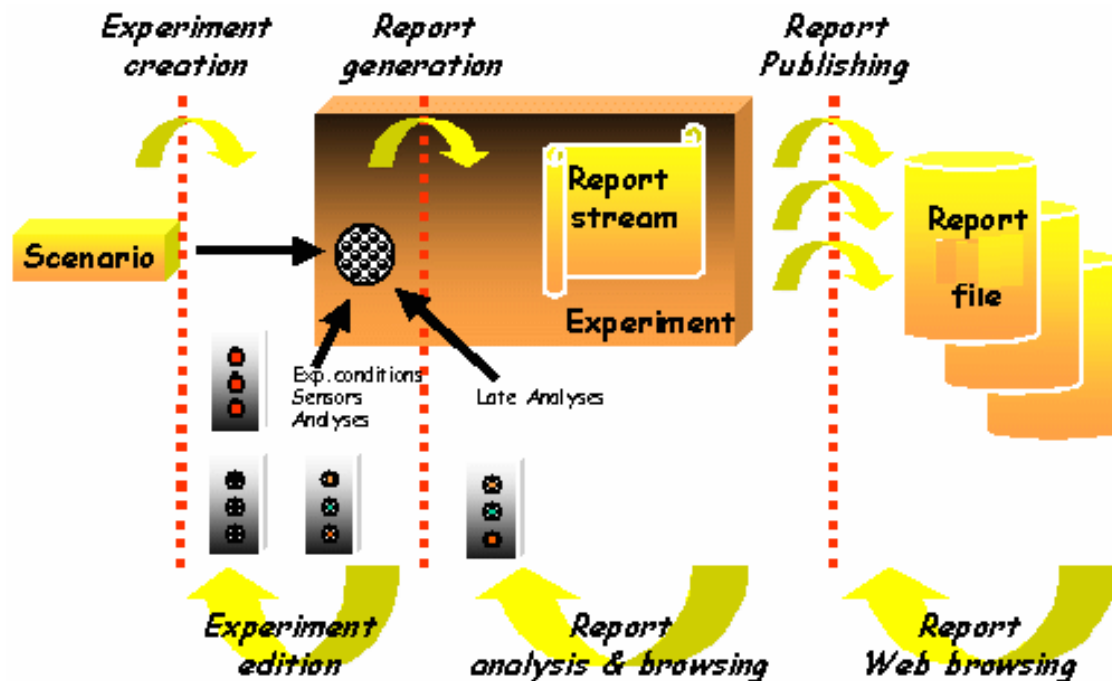 Experiment
creation
Report
generation
Report
Publishing
Scenario
Report
stream
Experiment
Report
file
Exp. conditions
Sensors
Analyses
Late Analyses
Experiment
edition
Report
analysis & browsing
Report
Web browsing